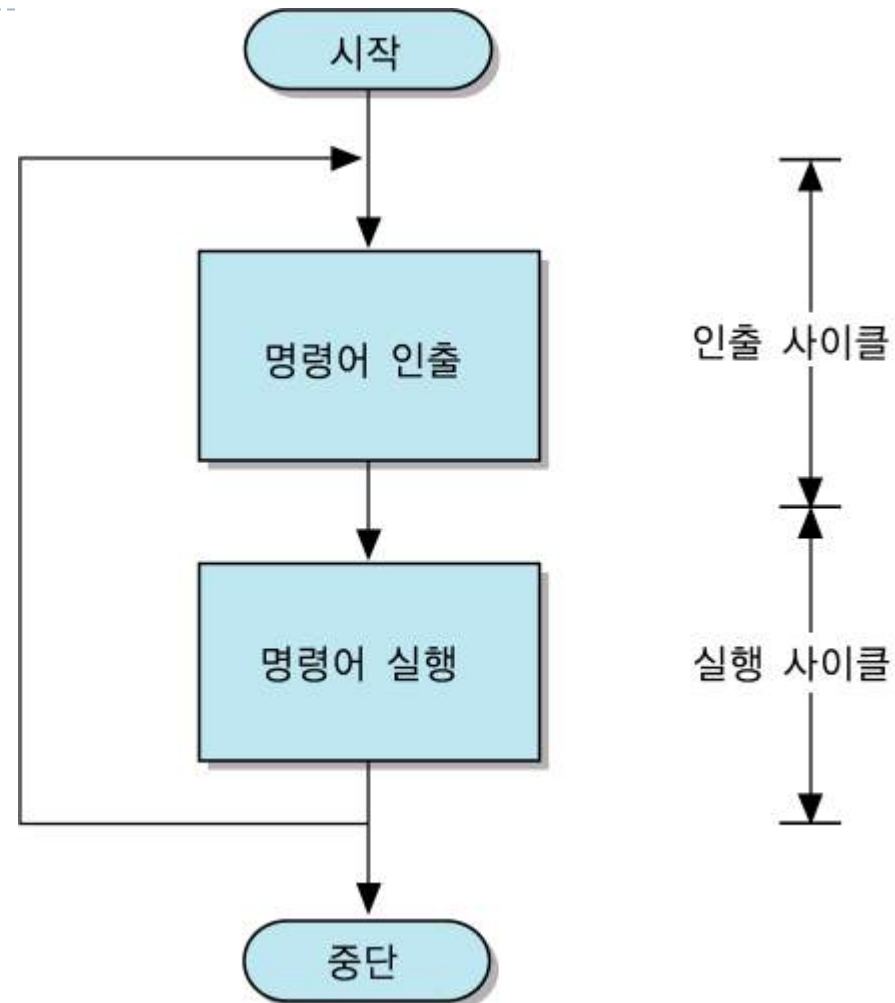 시작
명령어 인출
인출 사이클
명령어 실행
실행 사이클
중단